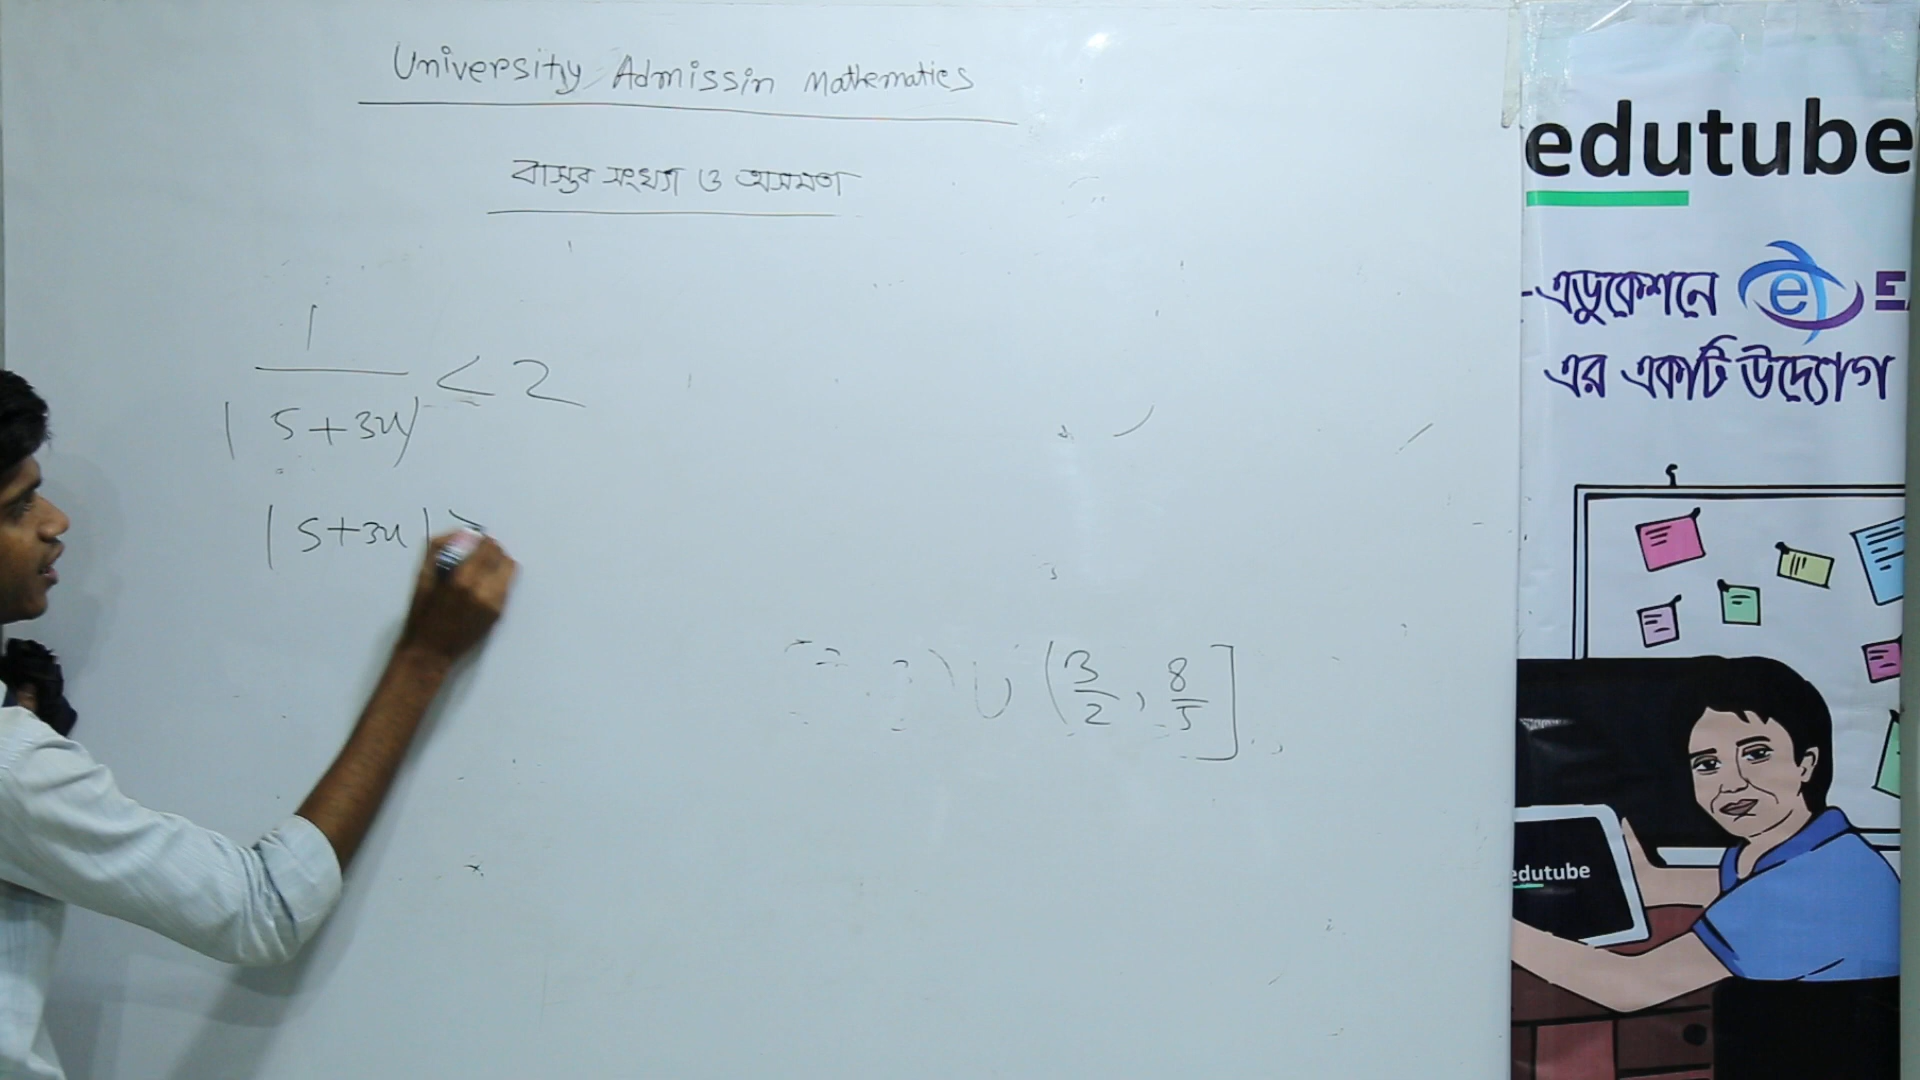 University Admissin Mathematics
বাস্তব সংখ্যা ও অসমতা
1
< 2
|5+3x|
|5+3x| >
) ∪ (3/2, 8/5]
edutube
-এডুকেশনে e
এর একটি উদ্যোগ
edutube